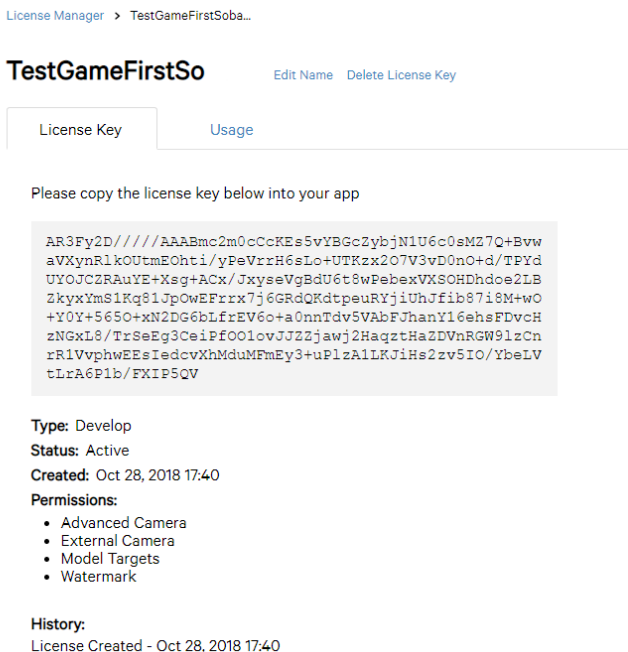 License Manager > TestGameFirstSoba...
TestGameFirstSo
Edit Name Delete License Key
License Key Usage
Please copy the license key below into your app
AR3Fy2D/////AAABmc2m0cCcKEs5vYBGcZybjN1U6c0sMZ7Q+Bvw
aVXynRlkOUtmEOhti/yPeVrrH6sLo+UTKzx2O7V3vD0nO+d/TPYd
UYOJCZRAuYE+Xsg+ACx/JxyseVgBdU6t8wPebexVXSOHDhdoe2LB
ZkyxYmS1Kq81JpOwEFrrx7j6GRdQKdtpeuRYjiUhJfib87i8M+wO
+Y0Y+565O+xN2DG6bLfrEV6o+a0nnTdv5VAbFJhanY16ehsFDvcH
zNGxL8/TrSeEg3CeiPfOO1ovJJZZjawj2HaqztHaZDVnRGW9lzCn
rR1VvphwEEsIedcvXhMduMFmEy3+uPlzA1LKJiHs2zv5IO/YbeLV
tLrA6P1b/FXIP5QV
Type: Develop
Status: Active
Created: Oct 28, 2018 17:40
Permissions:
• Advanced Camera
• External Camera
• Model Targets
• Watermark
History:
License Created - Oct 28. 2018 17:40